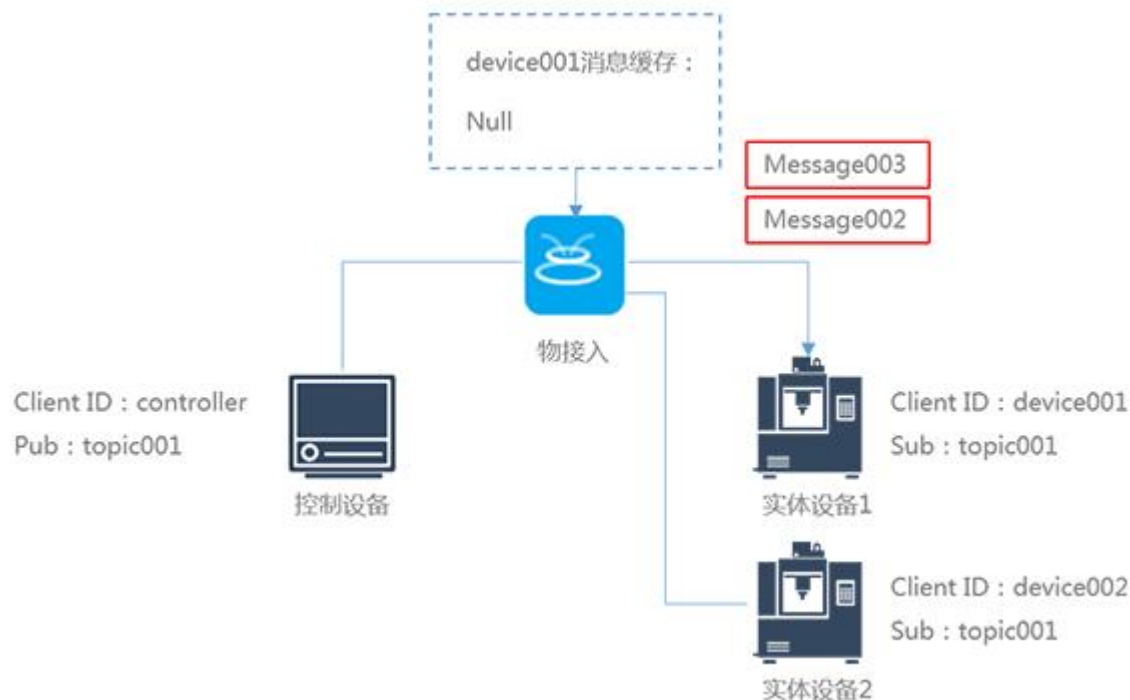 device001消息缓存：
Null
Message003
Message002
物接入
Client ID：controller
Pub：topic001
控制设备
Client ID：device001
Sub：topic001
实体设备1
Client ID：device002
Sub：topic001
实体设备2